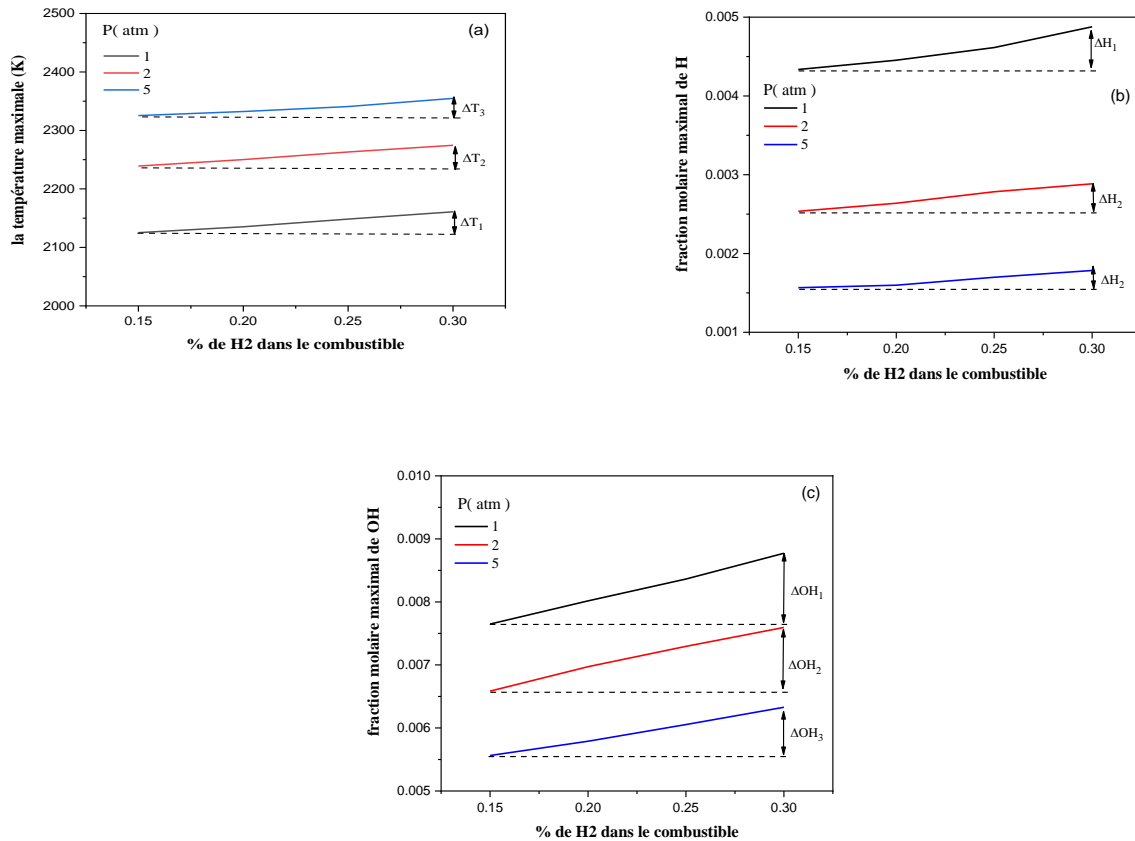 (a)
P( atm )
1
2
5
2500
2400
2300
2200
2100
2000
la température maximale (K)
ΔT3
ΔT2
ΔT1
0.15 0.20 0.25 0.30
% de H2 dans le combustible
(b)
0.005
0.004
0.003
0.002
0.001
fraction molaire maximal de H
P( atm )
1
2
5
ΔH1
ΔH2
ΔH2
0.15 0.20 0.25 0.30
% de H2 dans le combustible
(c)
P( atm )
1
2
5
0.010
0.009
0.008
0.007
0.006
0.005
fraction molaire maximal de OH
ΔOH1
ΔOH2
ΔOH3
0.15 0.20 0.25 0.30
% de H2 dans le combustible